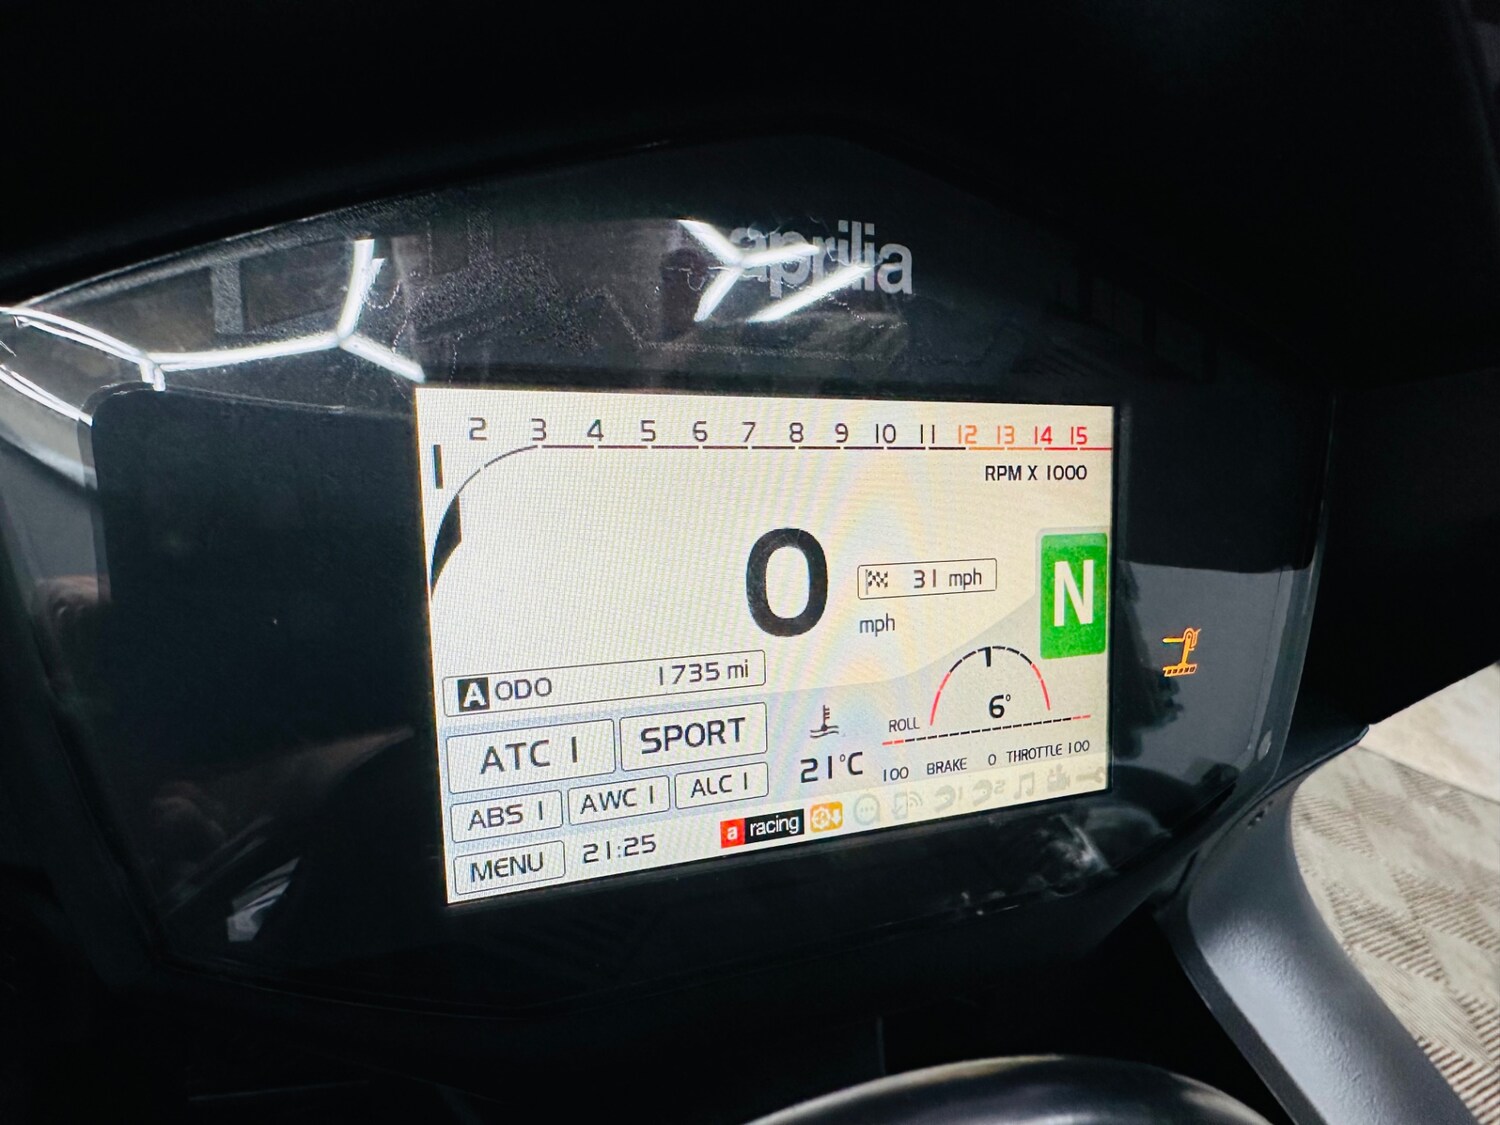 aprilia
1 2 3 4 5 6 7 8 9 10 11 12 13 14 15
RPM X 1000
0
31 mph
mph
N
A ODO 1735 mi
ATC 1 SPORT
ABS 1 AWC 1 ALC 1
MENU 21:25
21°C
ROLL 6°
100 BRAKE 0 THROTTLE 100
a racing
1 2